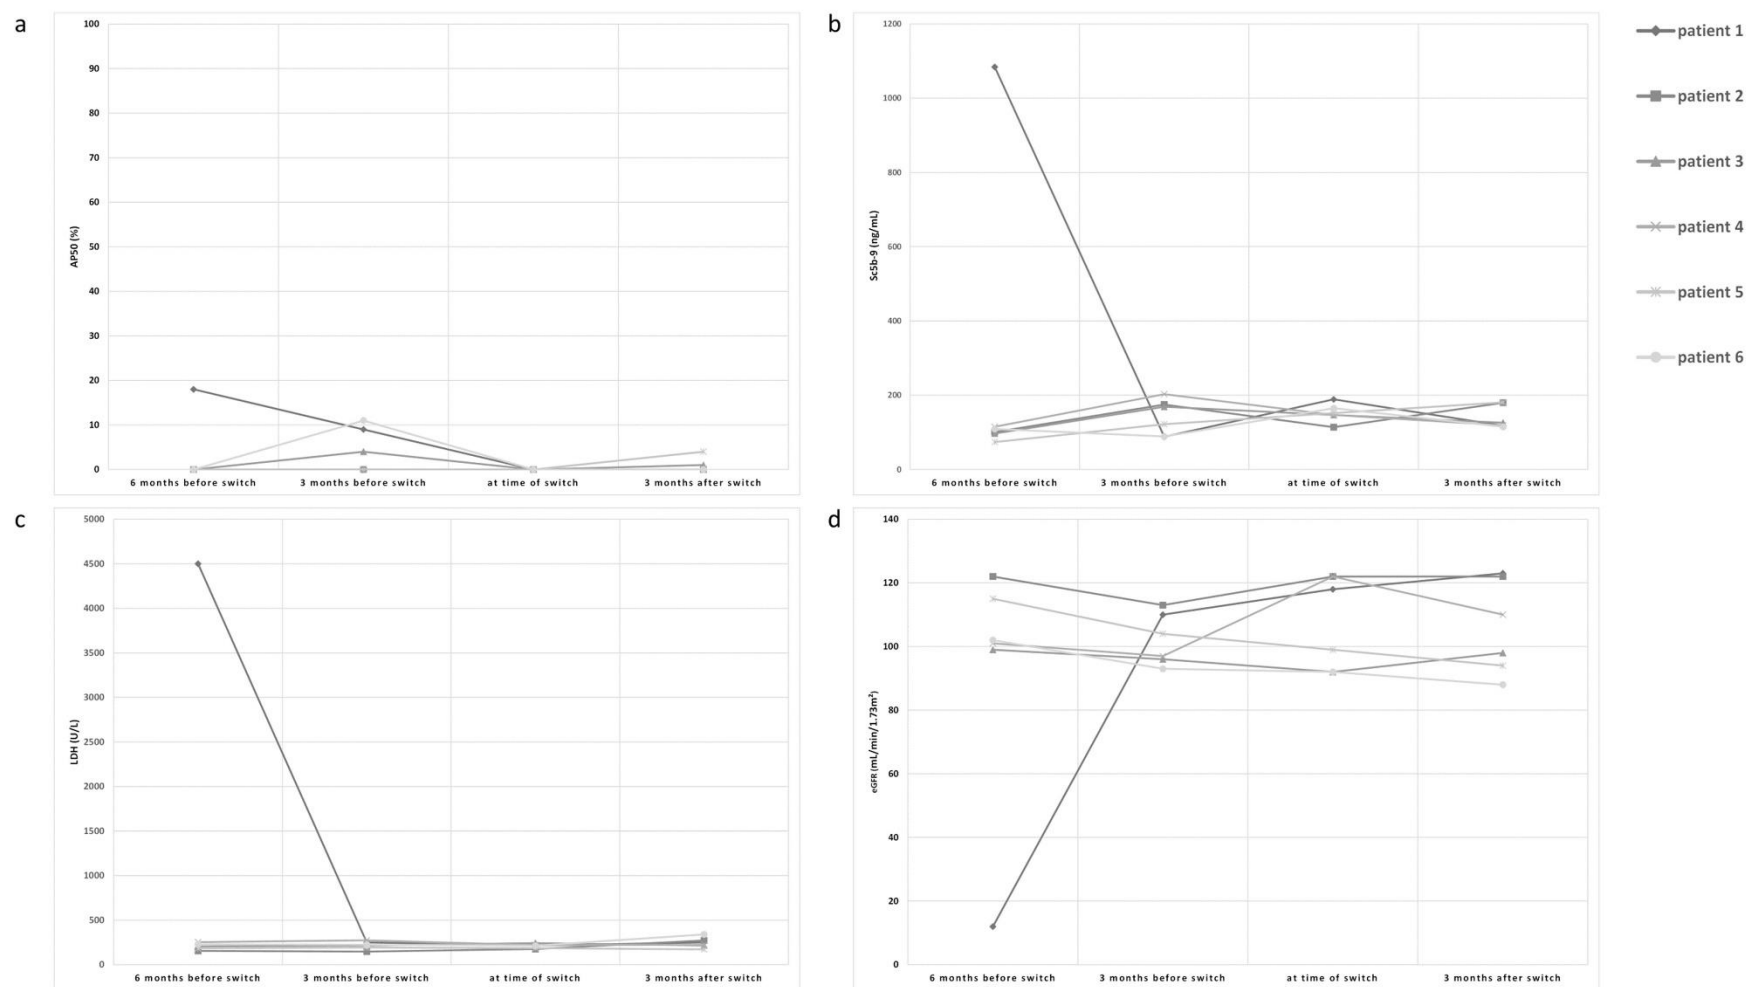 a
100
90
80
70
60
50
40
30
20
10
0
AP50 (%)
6 months before switch 3 months before switch at time of switch 3 months after switch
b
1200
1000
800
600
400
200
0
Sc5b-9 (ng/mL)
6 months before switch 3 months before switch at time of switch 3 months after switch
patient 1
patient 2
patient 3
patient 4
patient 5
patient 6
c
5000
4500
4000
3500
3000
2500
2000
1500
1000
500
0
LDH (U/L)
6 months before switch 3 months before switch at time of switch 3 months after switch
d
140
120
100
80
60
40
20
0
eGFR (mL/min/1.73m²)
6 months before switch 3 months before switch at time of switch 3 months after switch